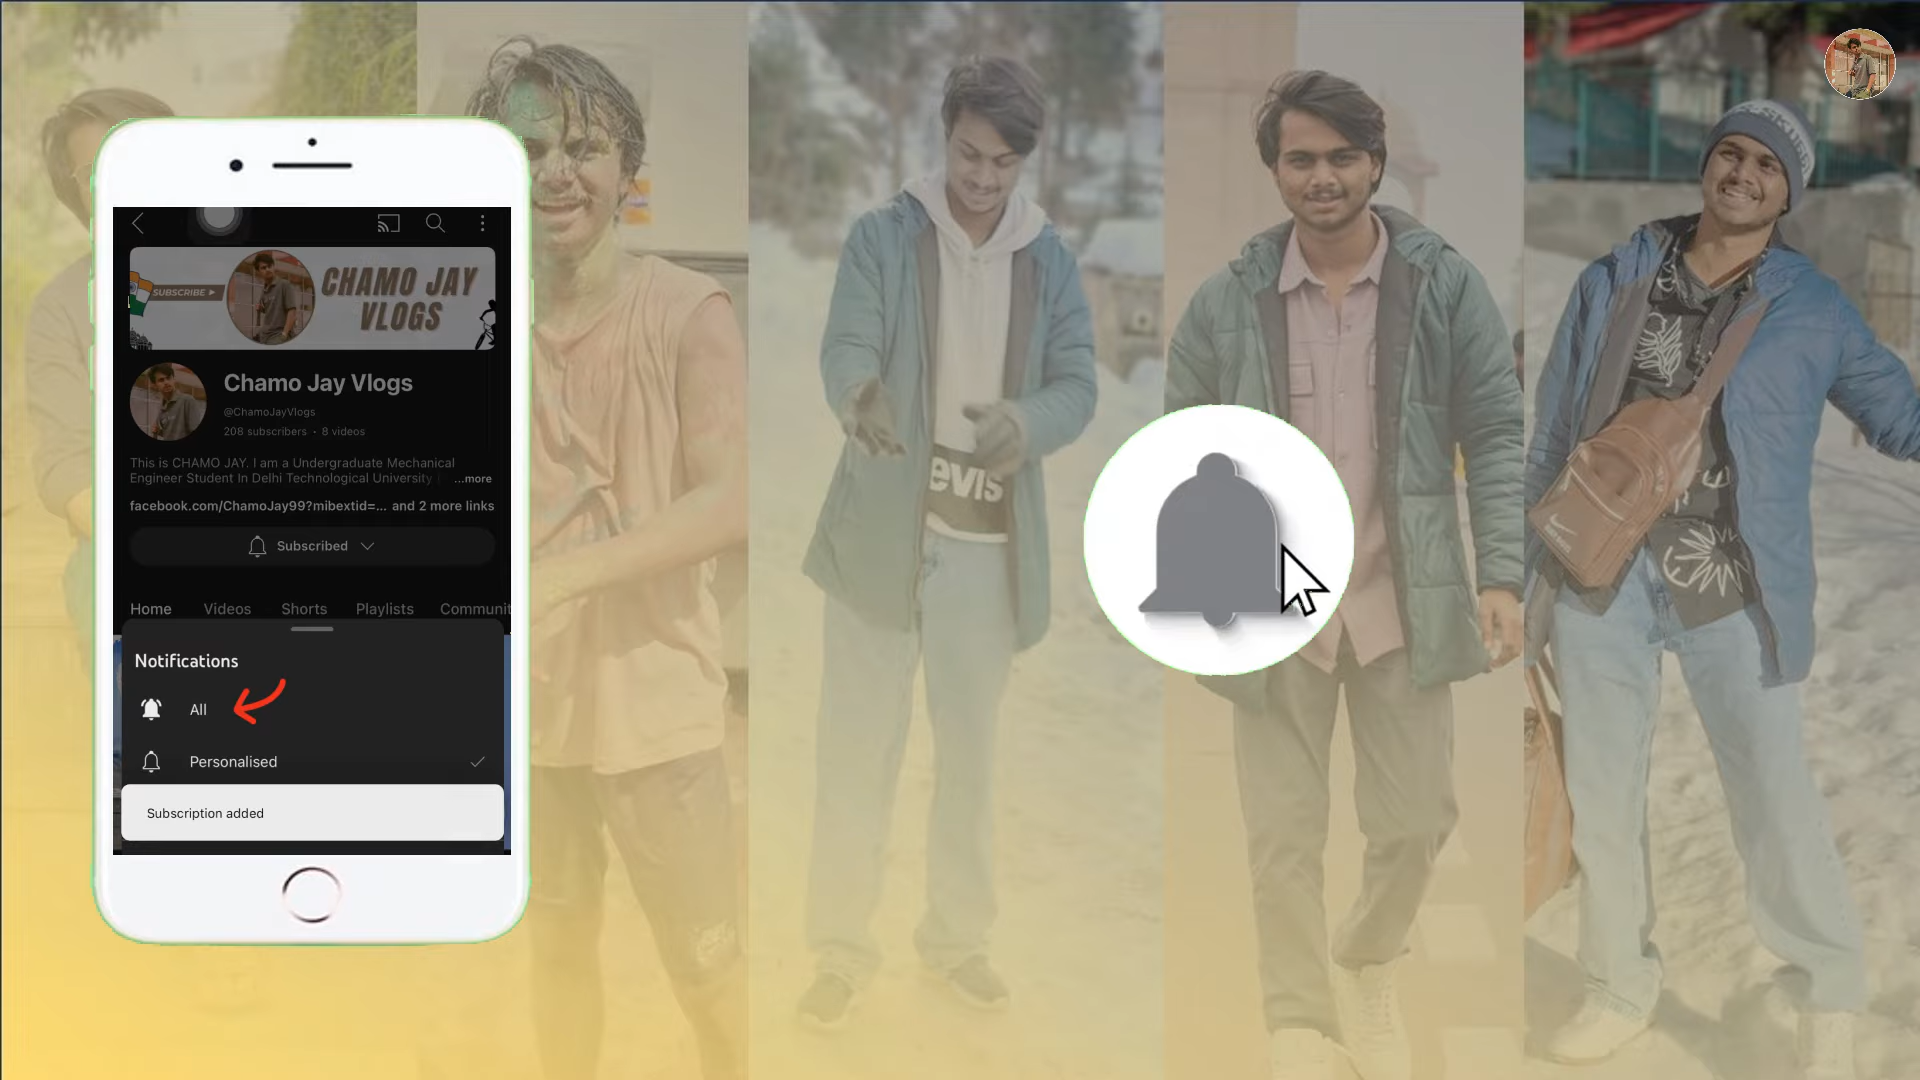 SUBSCRIBE
CHAMO JAY
VLOGS
Chamo Jay Vlogs
@ChamoJayVlogs
208 subscribers • 8 videos
This is CHAMO JAY. I am a Undergraduate Mechanical
Engineer Student In Delhi Technological University ...more
facebook.com/ChamoJay99?mibextid=... and 2 more links
Subscribed
Home Videos Shorts Playlists Communit
Notifications
All
Personalised
Subscription added
evis